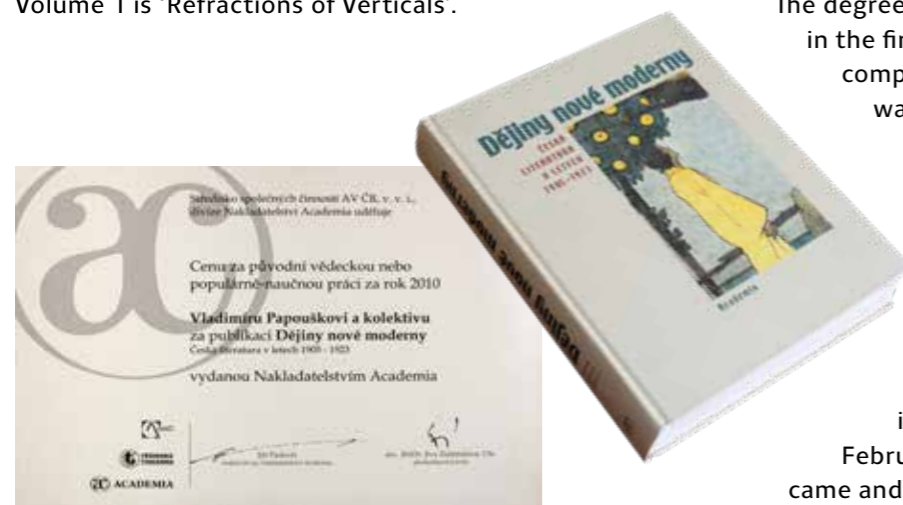 Volume 1 is ‘Refractions of Verticals’.
The degree
in the fi
comp
wa
Středisko společných činností AV ČR, v. v. i.,
divize Nakladatelství Academia uděluje
Cenu za původní vědeckou nebo
populárně-naučnou práci za rok 2010
Vladimíru Papouškovi a kolektivu
za publikaci Dějiny nové moderny
Česká literatura v letech 1905 - 1923
vydanou Nakladatelstvím Academia
ACADEMIA
Dějiny nové moderny
ČESKÁ
LITERATURA
V LETECH
1905–1923
Academia
Dějiny nové moderny
i
Febru
came and